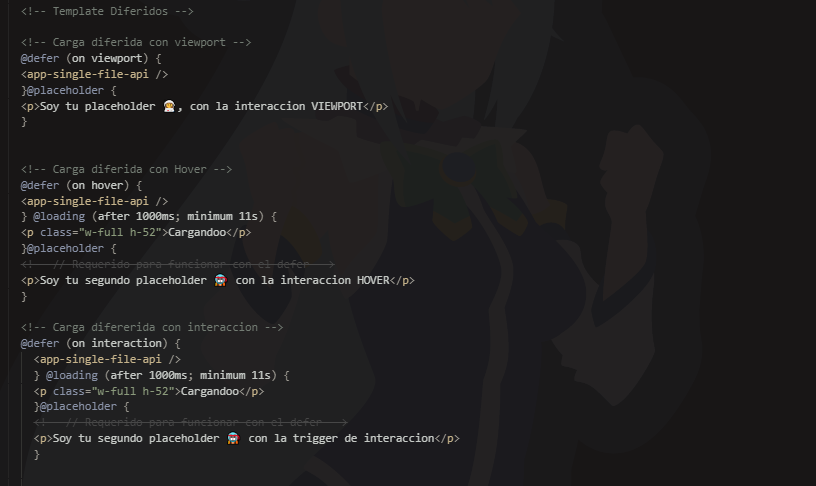 <!-- Template Diferidos -->
<!-- Carga diferida con viewport -->
@defer (on viewport) {
<app-single-file-api />
}@placeholder {
<p>Soy tu placeholder 🧑‍🚀, con la interaccion VIEWPORT</p>
}
<!-- Carga diferida con Hover -->
@defer (on hover) {
<app-single-file-api />
} @loading (after 1000ms; minimum 11s) {
<p class="w-full h-52">Cargandoo</p>
}@placeholder {
<!-- // Requerido para funcionar con el defer -->
<p>Soy tu segundo placeholder con la interaccion HOVER</p>
}
<!-- Carga difererida con interaccion -->
@defer (on interaction) {
<app-single-file-api />
} @loading (after 1000ms; minimum 11s) {
<p class="w-full h-52">Cargandoo</p>
}@placeholder {
<!-- // Requerido para funcionar con el defer -->
<p>Soy tu segundo placeholder con la trigger de interaccion</p>
}